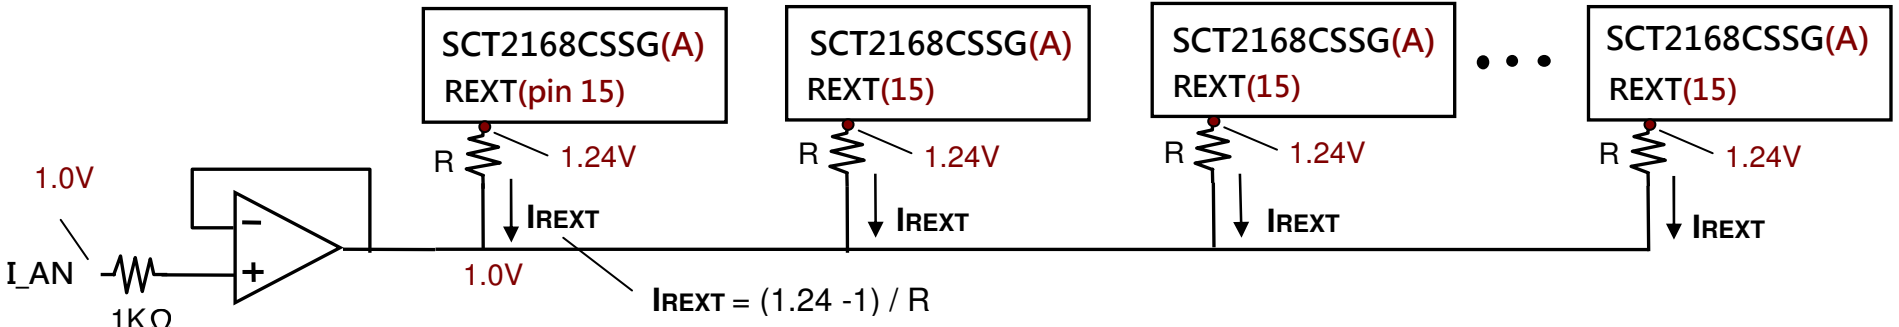 SCT2168CSSG(A)
REXT(pin 15)
SCT2168CSSG(A)
REXT(15)
SCT2168CSSG(A)
REXT(15)
• • •
SCT2168CSSG(A)
REXT(15)
R
1.24V
R
1.24V
R
1.24V
R
1.24V
1.0V
IREXT
IREXT
IREXT
IREXT
−
+
I_AN
1KΩ
1.0V
IREXT = (1.24 -1) / R